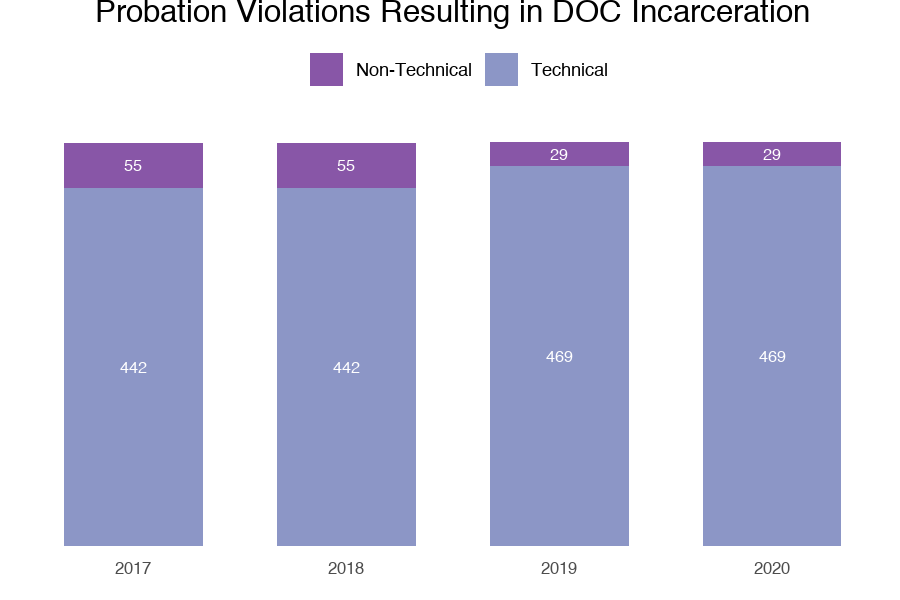 Probation Violations Resulting in DOC Incarceration
Non-Technical Technical
55 55 29 29
442 442 469 469
2017 2018 2019 2020